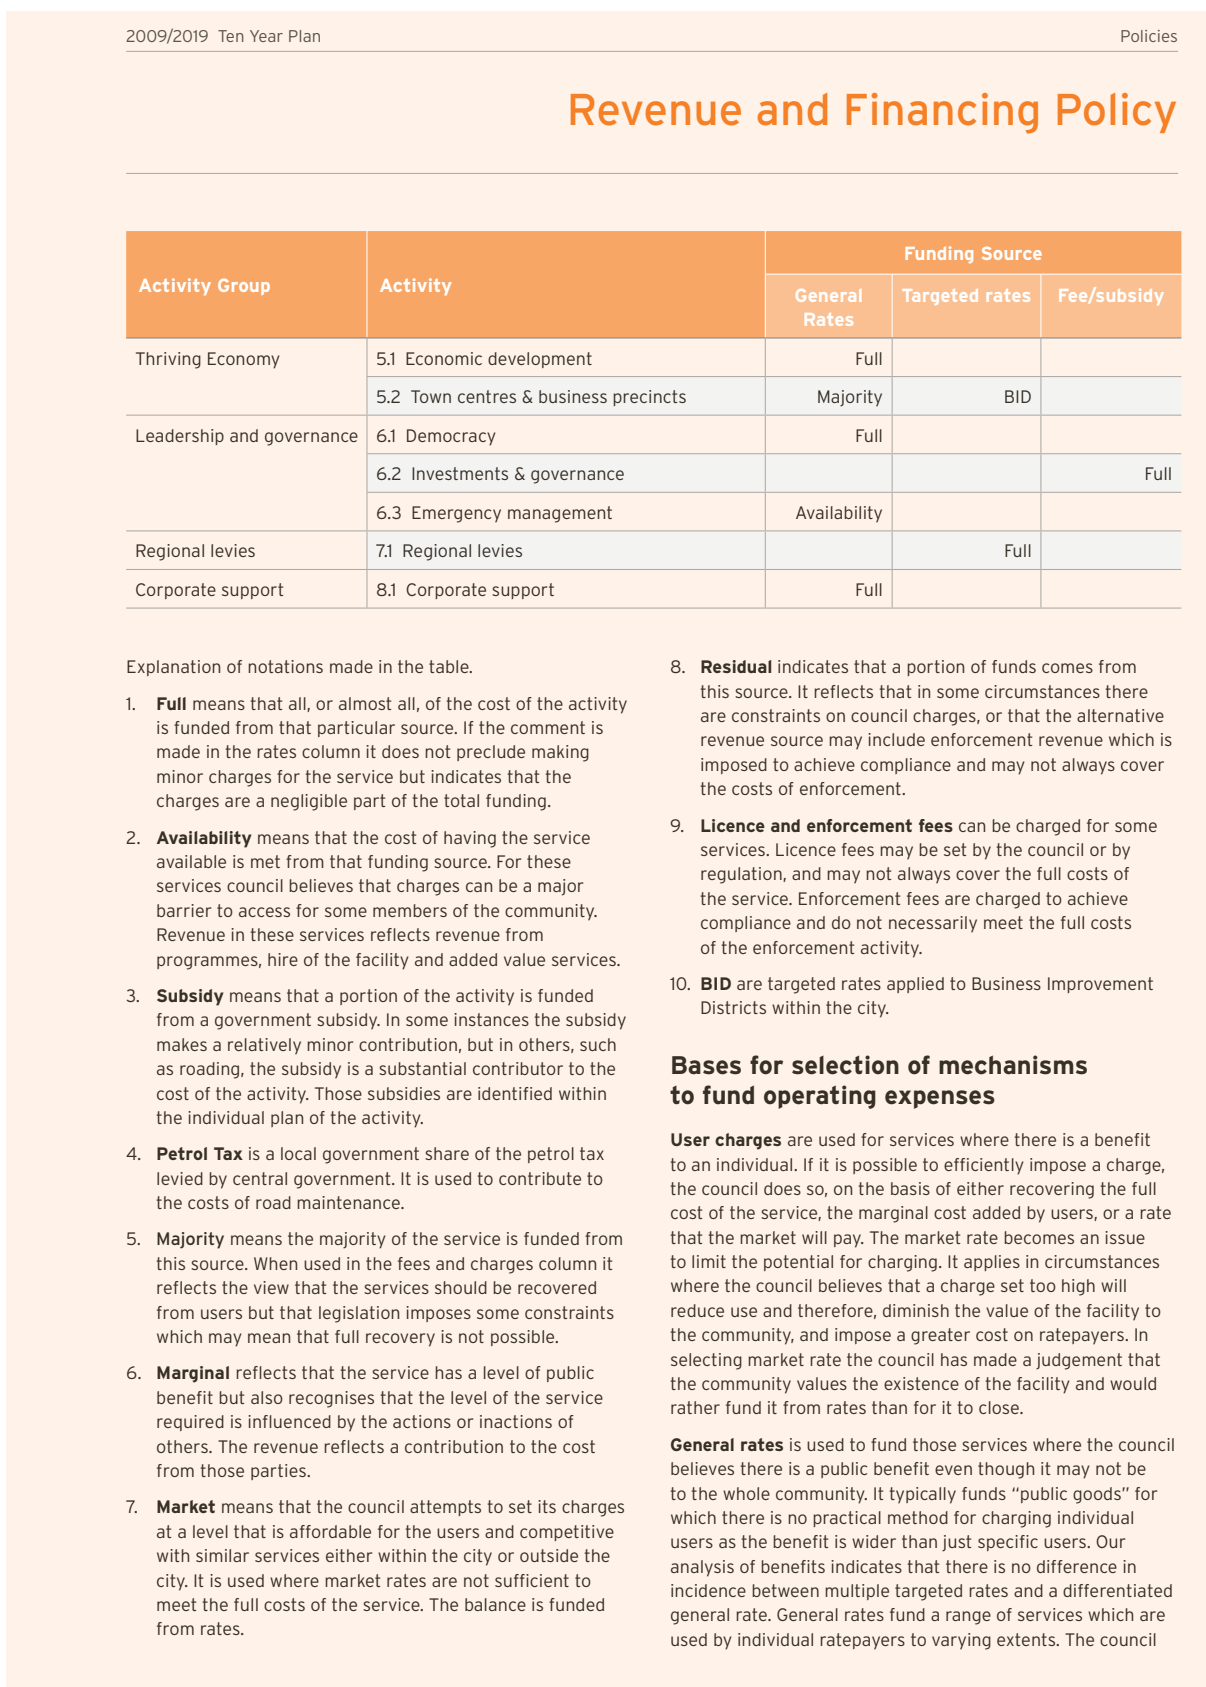 2009/2019 Ten Year Plan
Policies
Revenue and Financing Policy
Activity Group
Activity
Funding Source
General
Rates
Targeted rates
Fee/subsidy
Thriving Economy
5.1 Economic development
Full
5.2 Town centres & business precincts
Majority
BID
Leadership and governance
6.1 Democracy
Full
6.2 Investments & governance
Full
6.3 Emergency management
Availability
Regional levies
7.1 Regional levies
Full
Corporate support
8.1 Corporate support
Full
Explanation of notations made in the table.
1. Full means that all, or almost all, of the cost of the activity
is funded from that particular source. If the comment is
made in the rates column it does not preclude making
minor charges for the service but indicates that the
charges are a negligible part of the total funding.
2. Availability means that the cost of having the service
available is met from that funding source. For these
services council believes that charges can be a major
barrier to access for some members of the community.
Revenue in these services reflects revenue from
programmes, hire of the facility and added value services.
3. Subsidy means that a portion of the activity is funded
from a government subsidy. In some instances the subsidy
makes a relatively minor contribution, but in others, such
as roading, the subsidy is a substantial contributor to the
cost of the activity. Those subsidies are identified within
the individual plan of the activity.
4. Petrol Tax is a local government share of the petrol tax
levied by central government. It is used to contribute to
the costs of road maintenance.
5. Majority means the majority of the service is funded from
this source. When used in the fees and charges column it
reflects the view that the services should be recovered
from users but that legislation imposes some constraints
which may mean that full recovery is not possible.
6. Marginal reflects that the service has a level of public
benefit but also recognises that the level of the service
required is influenced by the actions or inactions of
others. The revenue reflects a contribution to the cost
from those parties.
7. Market means that the council attempts to set its charges
at a level that is affordable for the users and competitive
with similar services either within the city or outside the
city. It is used where market rates are not sufficient to
meet the full costs of the service. The balance is funded
from rates.
8. Residual indicates that a portion of funds comes from
this source. It reflects that in some circumstances there
are constraints on council charges, or that the alternative
revenue source may include enforcement revenue which is
imposed to achieve compliance and may not always cover
the costs of enforcement.
9. Licence and enforcement fees can be charged for some
services. Licence fees may be set by the council or by
regulation, and may not always cover the full costs of
the service. Enforcement fees are charged to achieve
compliance and do not necessarily meet the full costs
of the enforcement activity.
10. BID are targeted rates applied to Business Improvement
Districts within the city.
Bases for selection of mechanisms
to fund operating expenses
User charges are used for services where there is a benefit
to an individual. If it is possible to efficiently impose a charge,
the council does so, on the basis of either recovering the full
cost of the service, the marginal cost added by users, or a rate
that the market will pay. The market rate becomes an issue
to limit the potential for charging. It applies in circumstances
where the council believes that a charge set too high will
reduce use and therefore, diminish the value of the facility to
the community, and impose a greater cost on ratepayers. In
selecting market rate the council has made a judgement that
the community values the existence of the facility and would
rather fund it from rates than for it to close.
General rates is used to fund those services where the council
believes there is a public benefit even though it may not be
to the whole community. It typically funds “public goods” for
which there is no practical method for charging individual
users as the benefit is wider than just specific users. Our
analysis of benefits indicates that there is no difference in
incidence between multiple targeted rates and a differentiated
general rate. General rates fund a range of services which are
used by individual ratepayers to varying extents. The council